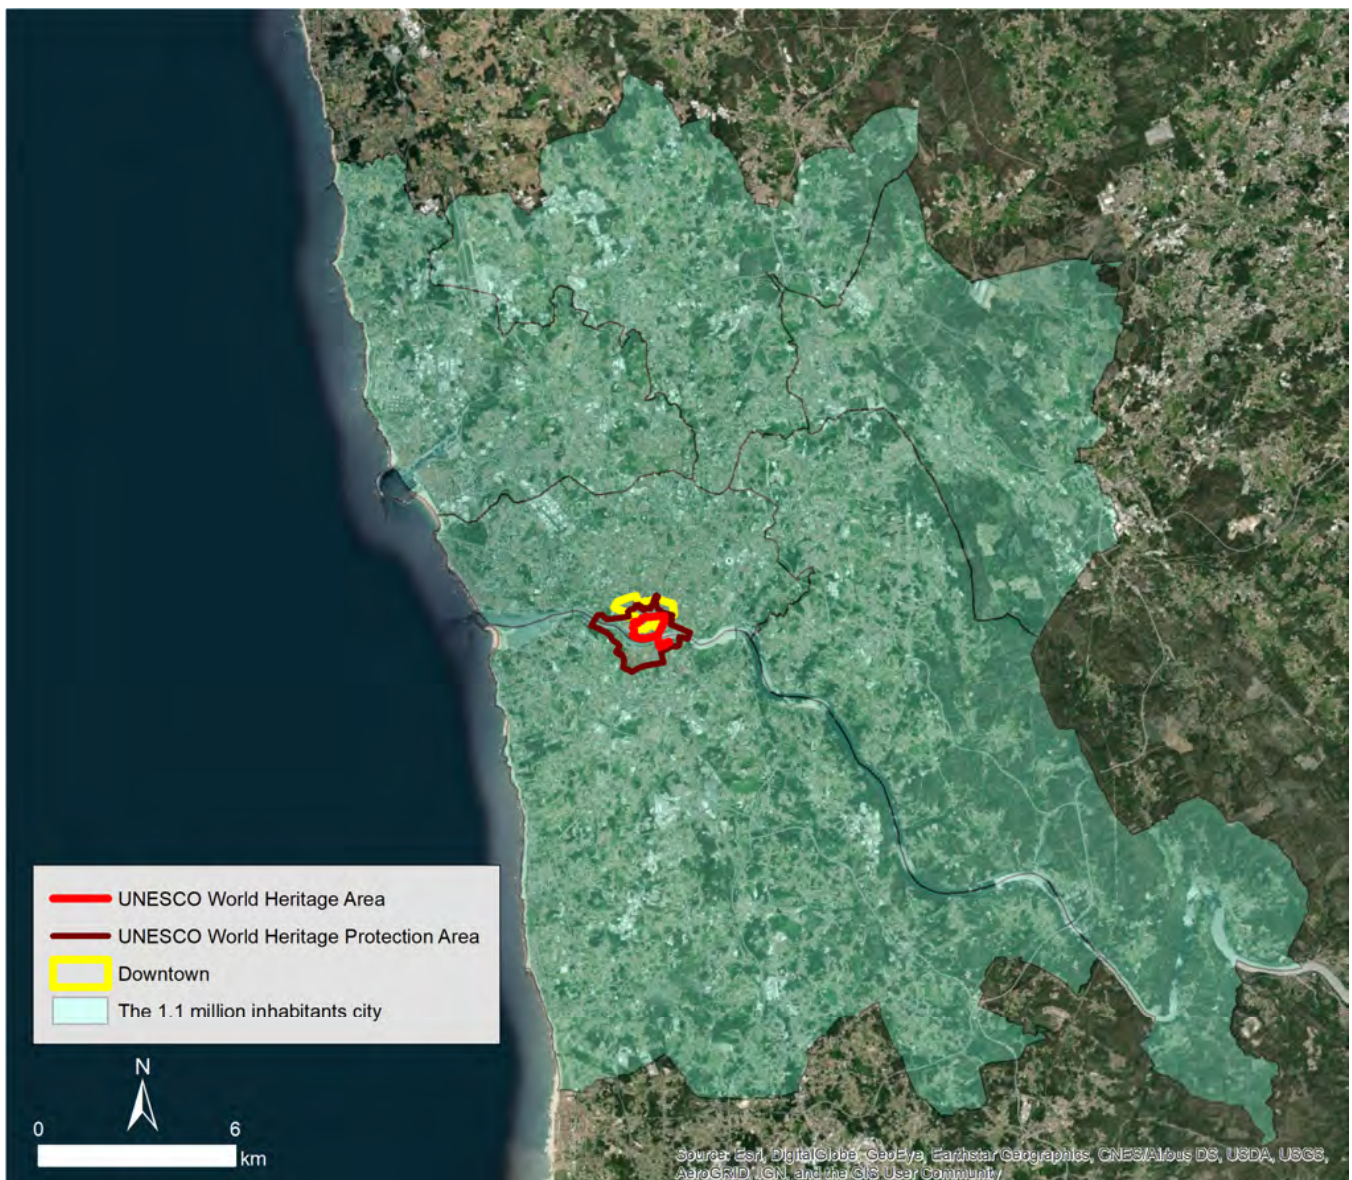 UNESCO World Heritage Area
UNESCO World Heritage Protection Area
Downtown
The 1.1 million inhabitants city
N
0 6
km
Source: Esri, DigitalGlobe, GeoEye, Earthstar Geographics, CNES/Airbus DS, USDA, USGS,
AeroGRID, IGN, and the GIS User Community